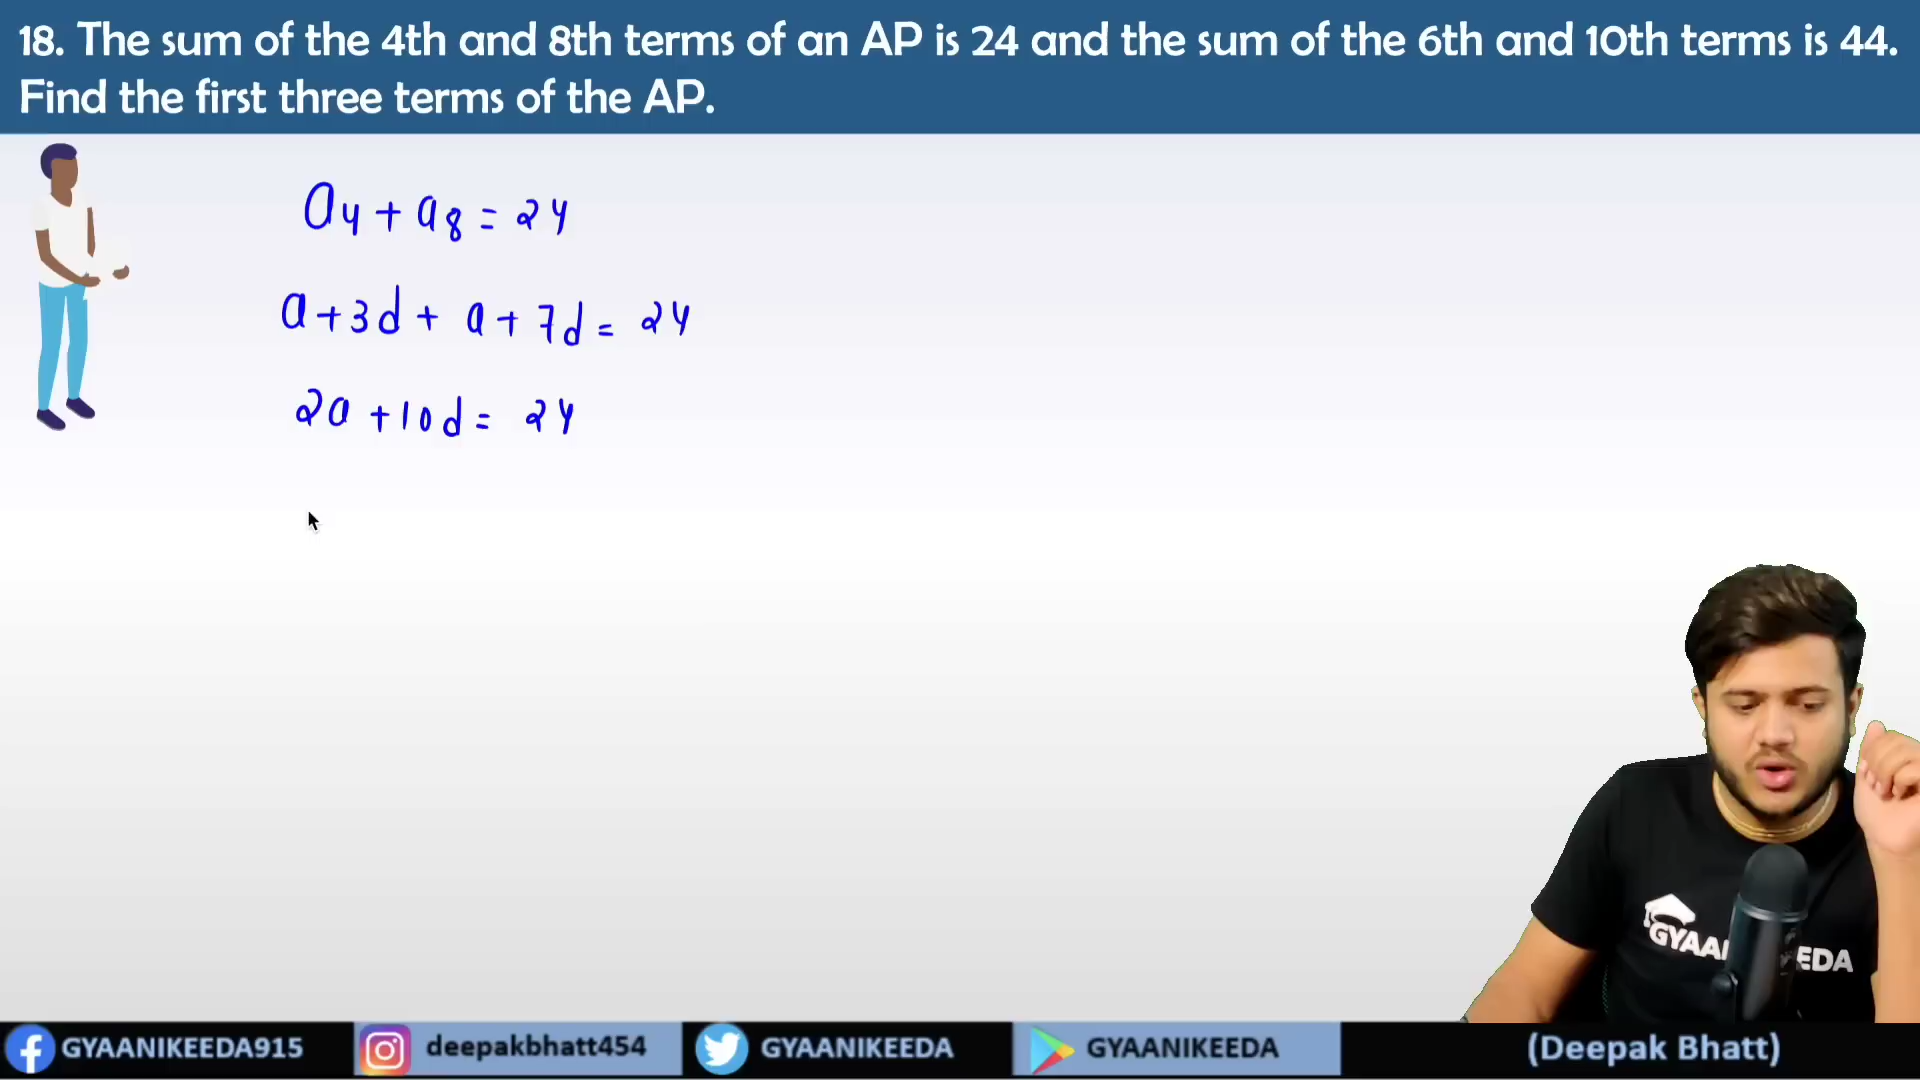 18. The sum of the 4th and 8th terms of an AP is 24 and the sum of the 6th and 10th terms is 44.
Find the first three terms of the AP.
a4 + a8 = 24
a + 3d + a + 7d = 24
2a + 10d = 24
GYAANI EDA
GYAANIKEEDA915
deepakbhatt454
GYAANIKEEDA
GYAANIKEEDA
(Deepak Bhatt)